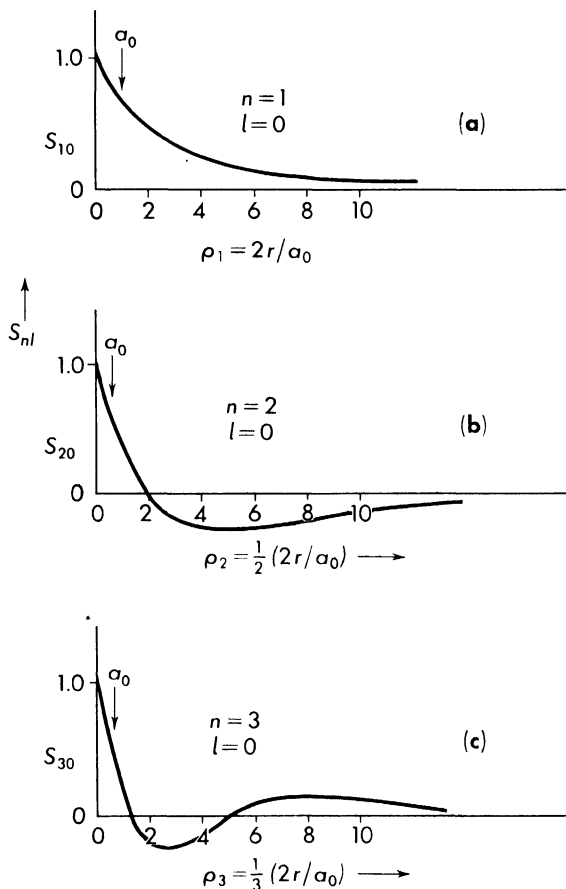 a₀
1.0
n = 1
l = 0
(a)
S₁₀
0
0 2 4 6 8 10
ρ₁ = 2r/a₀
Sₙₗ
a₀
1.0
n = 2
l = 0
(b)
S₂₀
0
0 2 4 6 8 10
ρ₂ = ½ (2r/a₀)
a₀
1.0
n = 3
l = 0
(c)
S₃₀
0
0 2 4 6 8 10
ρ₃ = ⅓ (2r/a₀)